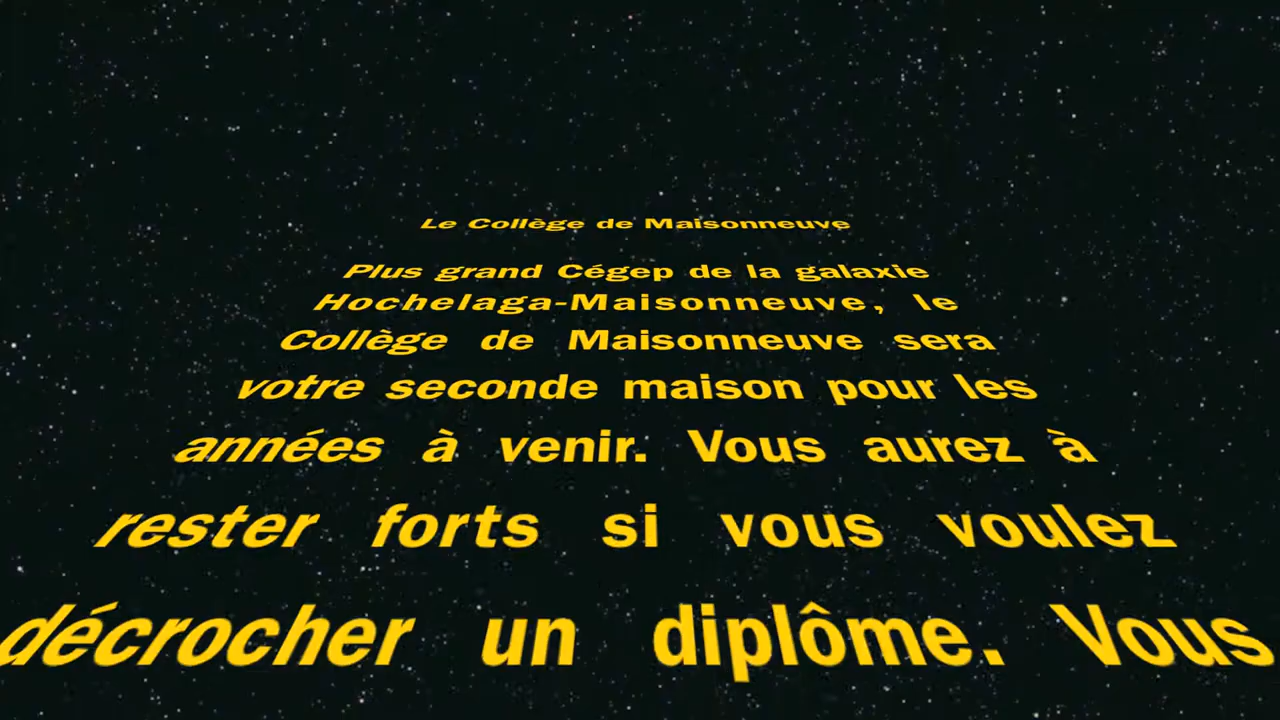 Le Collège de Maisonneuve
Plus grand Cégep de la galaxie
Hochelaga-Maisonneuve, le
Collège de Maisonneuve sera
votre seconde maison pour les
années à venir. Vous aurez à
rester forts si vous voulez
décrocher un diplôme. Vous